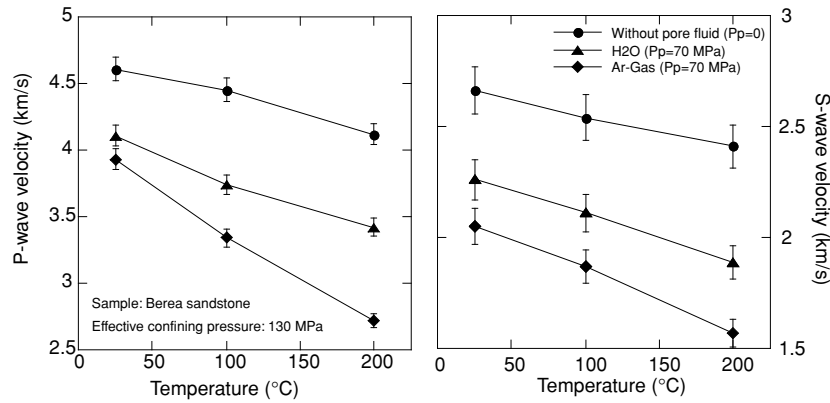 5
4.5
4
3.5
3
2.5
P-wave velocity (km/s)
Sample: Berea sandstone
Effective confining pressure: 130 MPa
0 50 100 150 200
Temperature (°C)
Without pore fluid (Pp=0)
H2O (Pp=70 MPa)
Ar-Gas (Pp=70 MPa)
3
2.5
2
1.5
S-wave velocity (km/s)
0 50 100 150 200
Temperature (°C)